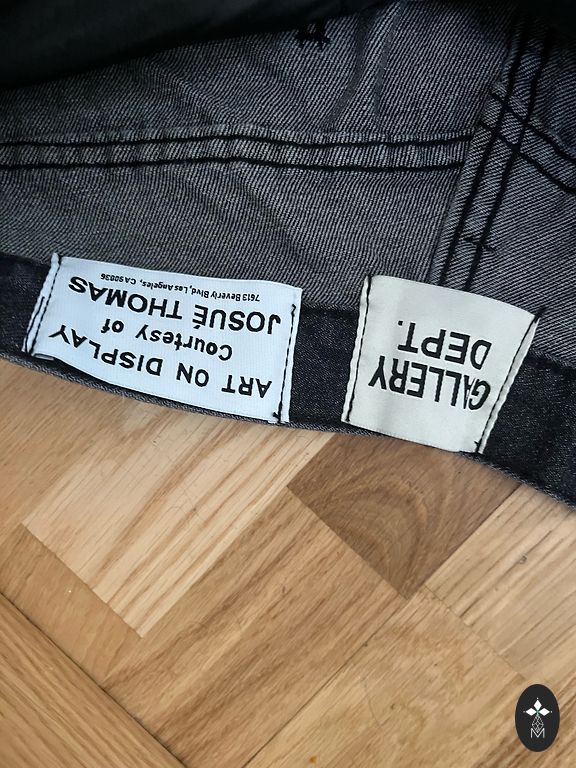 ART ON DISPLAY
Courtesy of
JOSUÉ THOMAS
7613 Beverly Blvd, Los Angeles, CA 90036
GALLERY
DEPT.
M